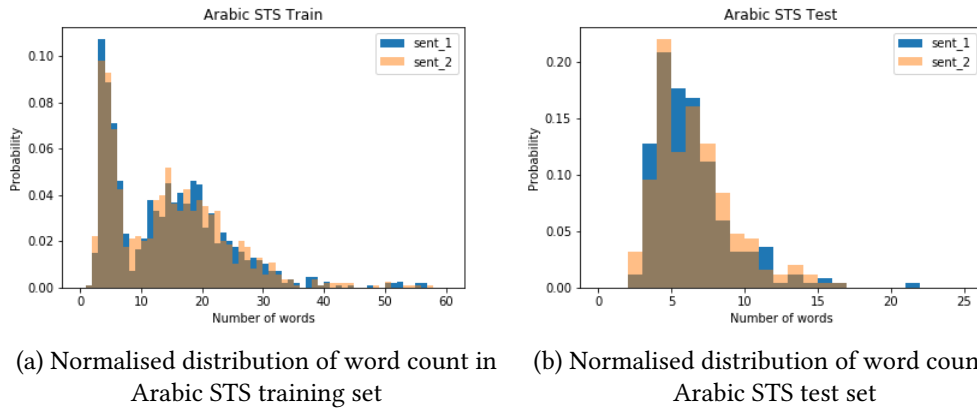 Arabic STS Train
sent_1
sent_2
0.10
0.08
0.06
0.04
0.02
0.00
Probability
0
10
20
30
40
50
60
Number of words
(a) Normalised distribution of word count in
Arabic STS training set
Arabic STS Test
sent_1
sent_2
0.20
0.15
0.10
0.05
0.00
Probability
0
5
10
15
20
25
Number of words
(b) Normalised distribution of word coun
Arabic STS test set